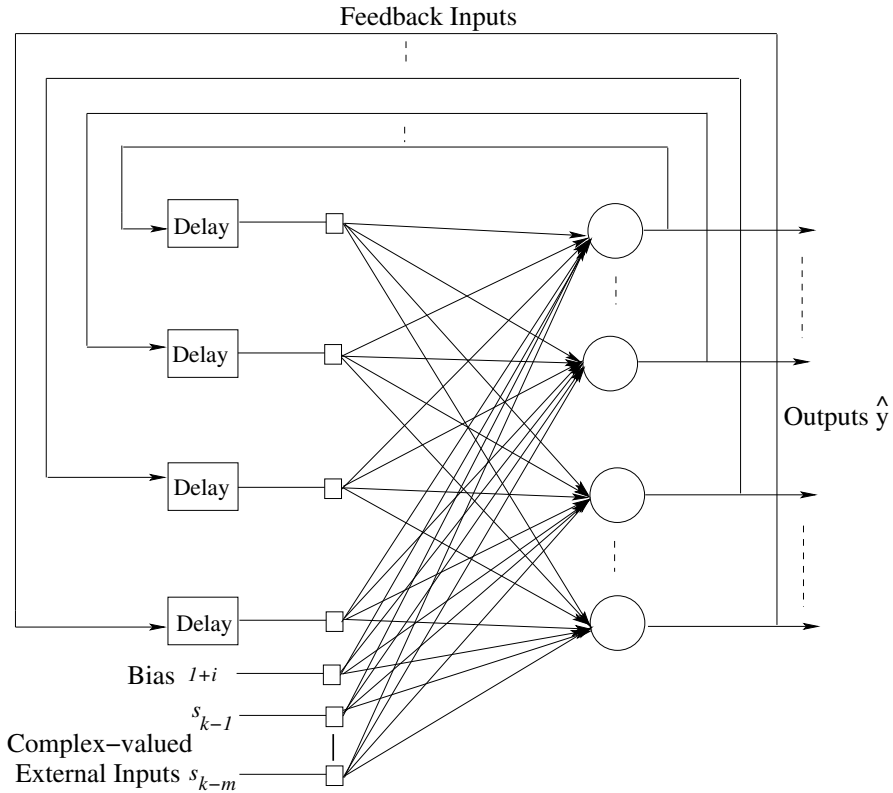 Feedback Inputs
Delay
Delay
Outputs ŷ
Delay
Delay
Bias 1+i
s_{k−1}
Complex−valued
External Inputs s_{k−m}